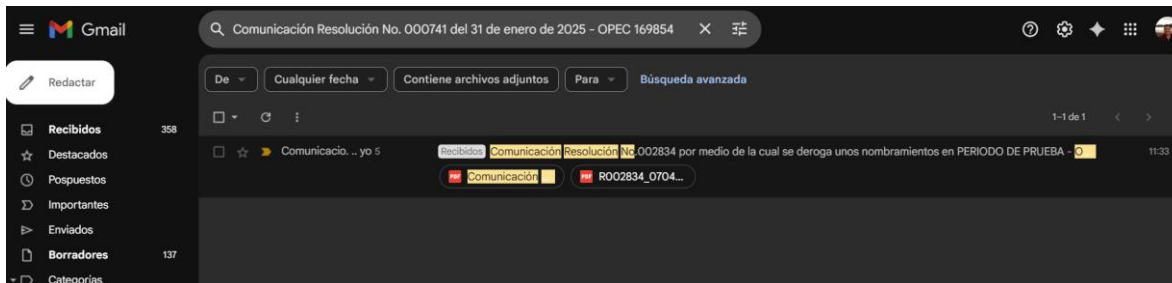 Gmail
Comunicación Resolución No. 000741 del 31 de enero de 2025 - OPEC 169854
Redactar
De
Cualquier fecha
Contiene archivos adjuntos
Para
Búsqueda avanzada
1–1 de 1
Recibidos 358
Destacados
Pospuestos
Importantes
Enviados
Borradores 137
Categorías
Comunicacio. .. yo 5
Recibidos Comunicación Resolución No.002834 por medio de la cual se deroga unos nombramientos en PERIODO DE PRUEBA - O
11:33
PDF Comunicación
PDF R002834_0704...